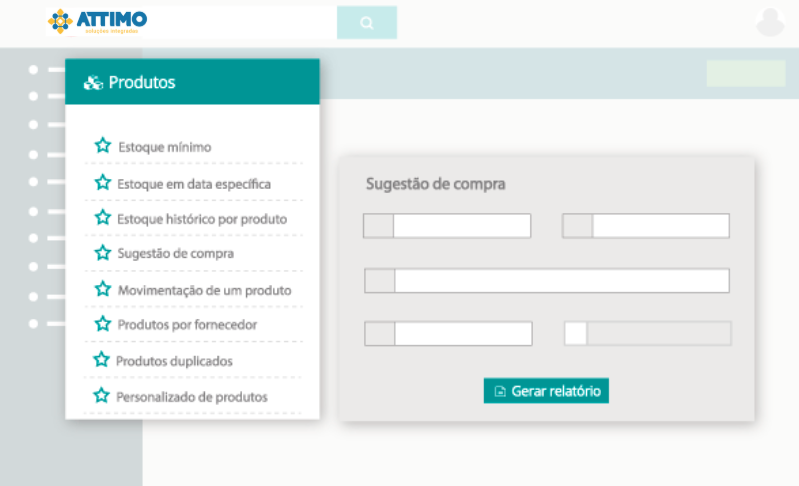 ATTIMO
soluções integradas
Produtos
Estoque mínimo
Estoque em data específica
Estoque histórico por produto
Sugestão de compra
Movimentação de um produto
Produtos por fornecedor
Produtos duplicados
Personalizado de produtos
Sugestão de compra
Gerar relatório